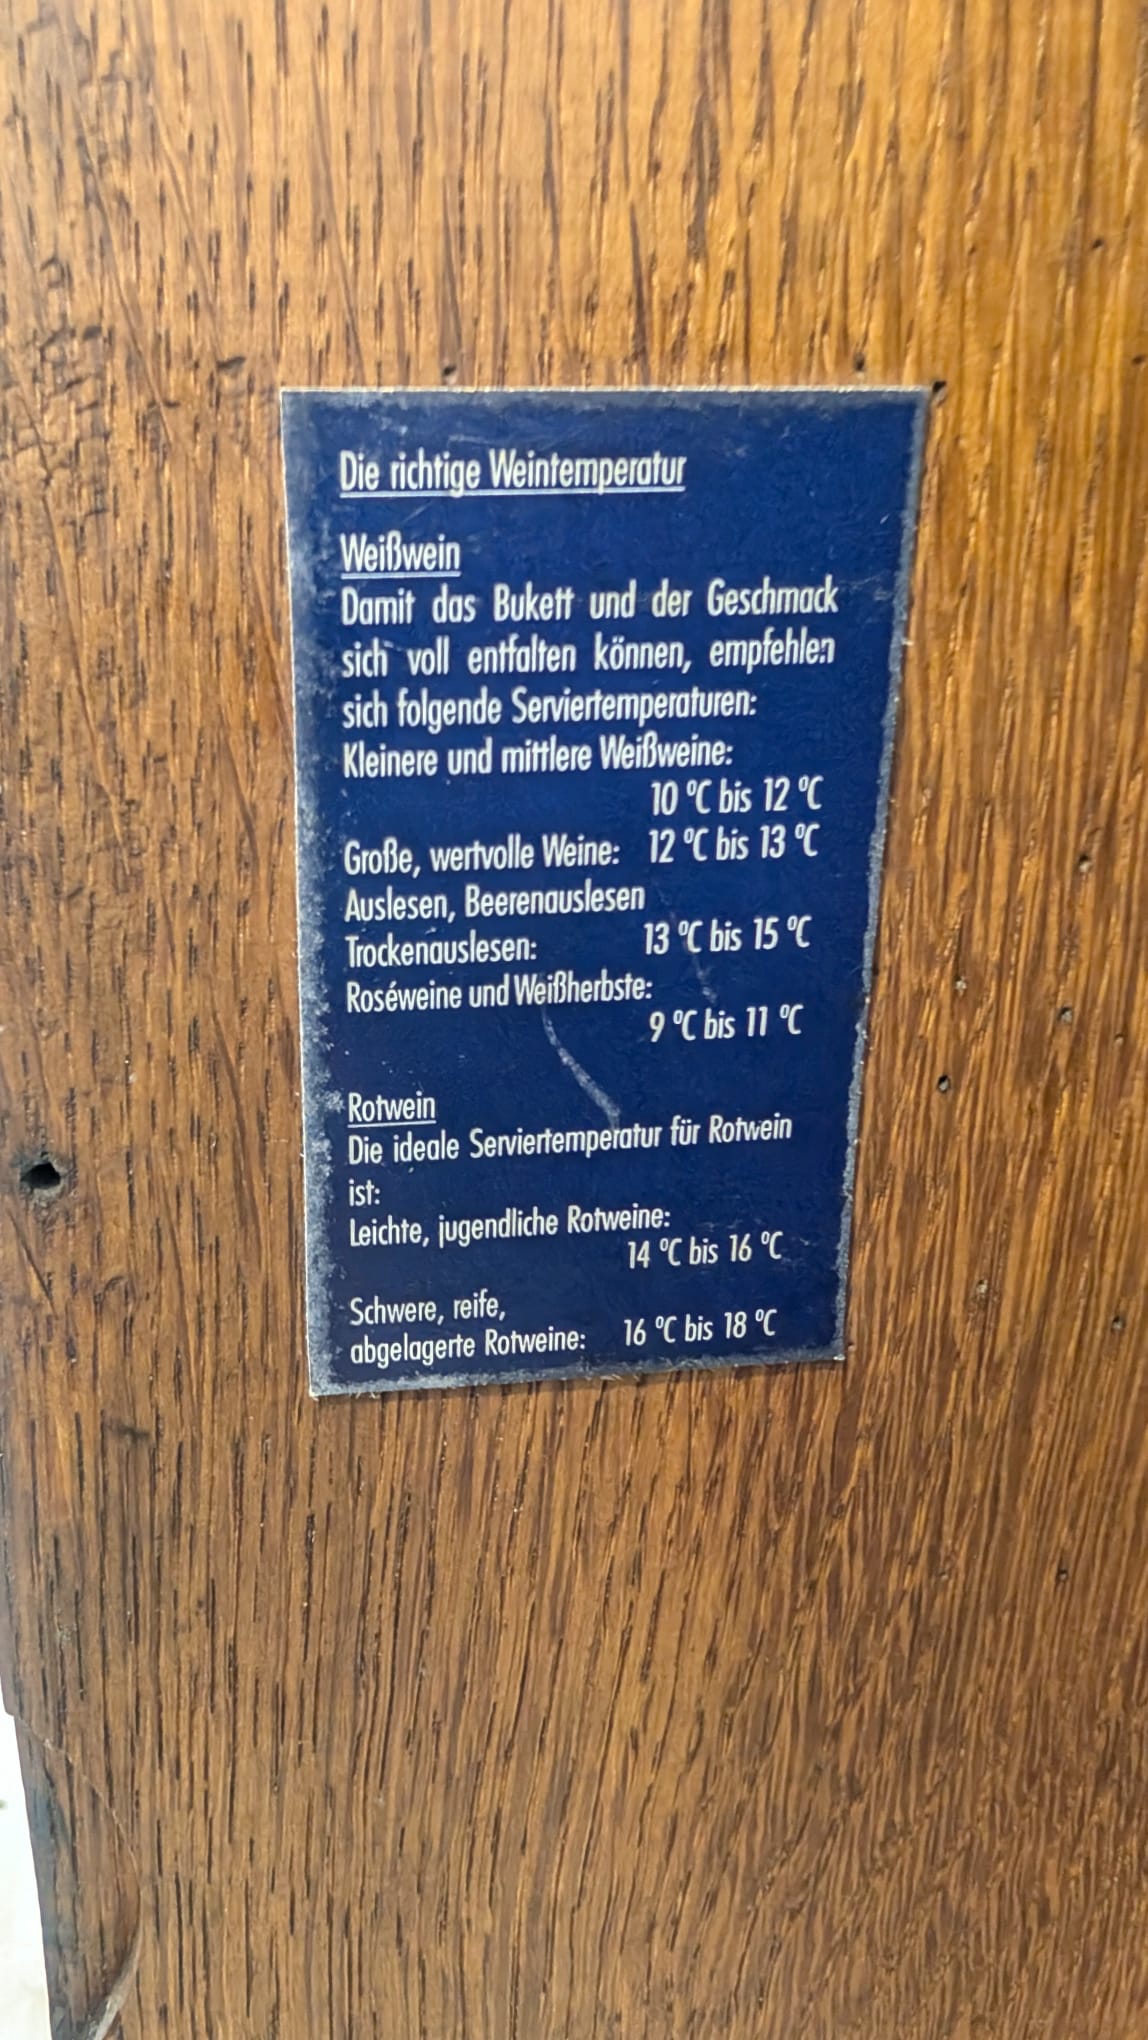 Die richtige Weintemperatur
Weißwein
Damit das Bukett und der Geschmack
sich voll entfalten können, empfehlen
sich folgende Serviertemperaturen:
Kleinere und mittlere Weißweine:
10 °C bis 12 °C
Große, wertvolle Weine: 12 °C bis 13 °C
Auslesen, Beerenauslesen
Trockenauslesen: 13 °C bis 15 °C
Roséweine und Weißherbste:
9 °C bis 11 °C
Rotwein
Die ideale Serviertemperatur für Rotwein
ist:
Leichte, jugendliche Rotweine:
14 °C bis 16 °C
Schwere, reife,
abgelagerte Rotweine: 16 °C bis 18 °C